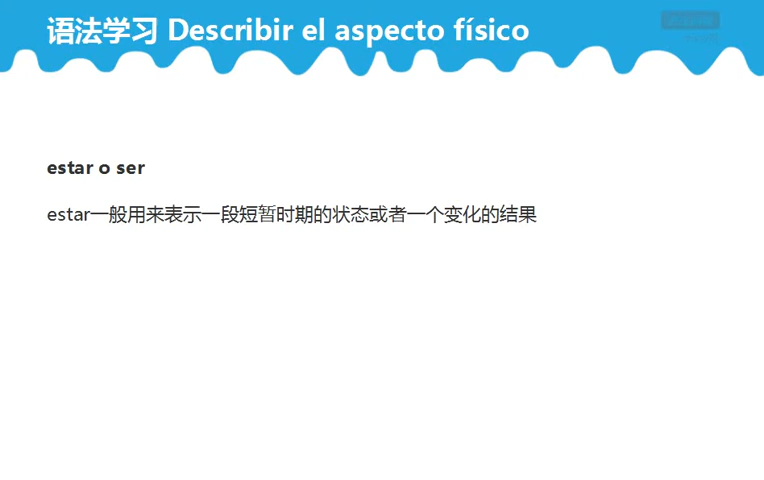 语法学习 Describir el aspecto físico
estar o ser
estar一般用来表示一段短暂时期的状态或者一个变化的结果